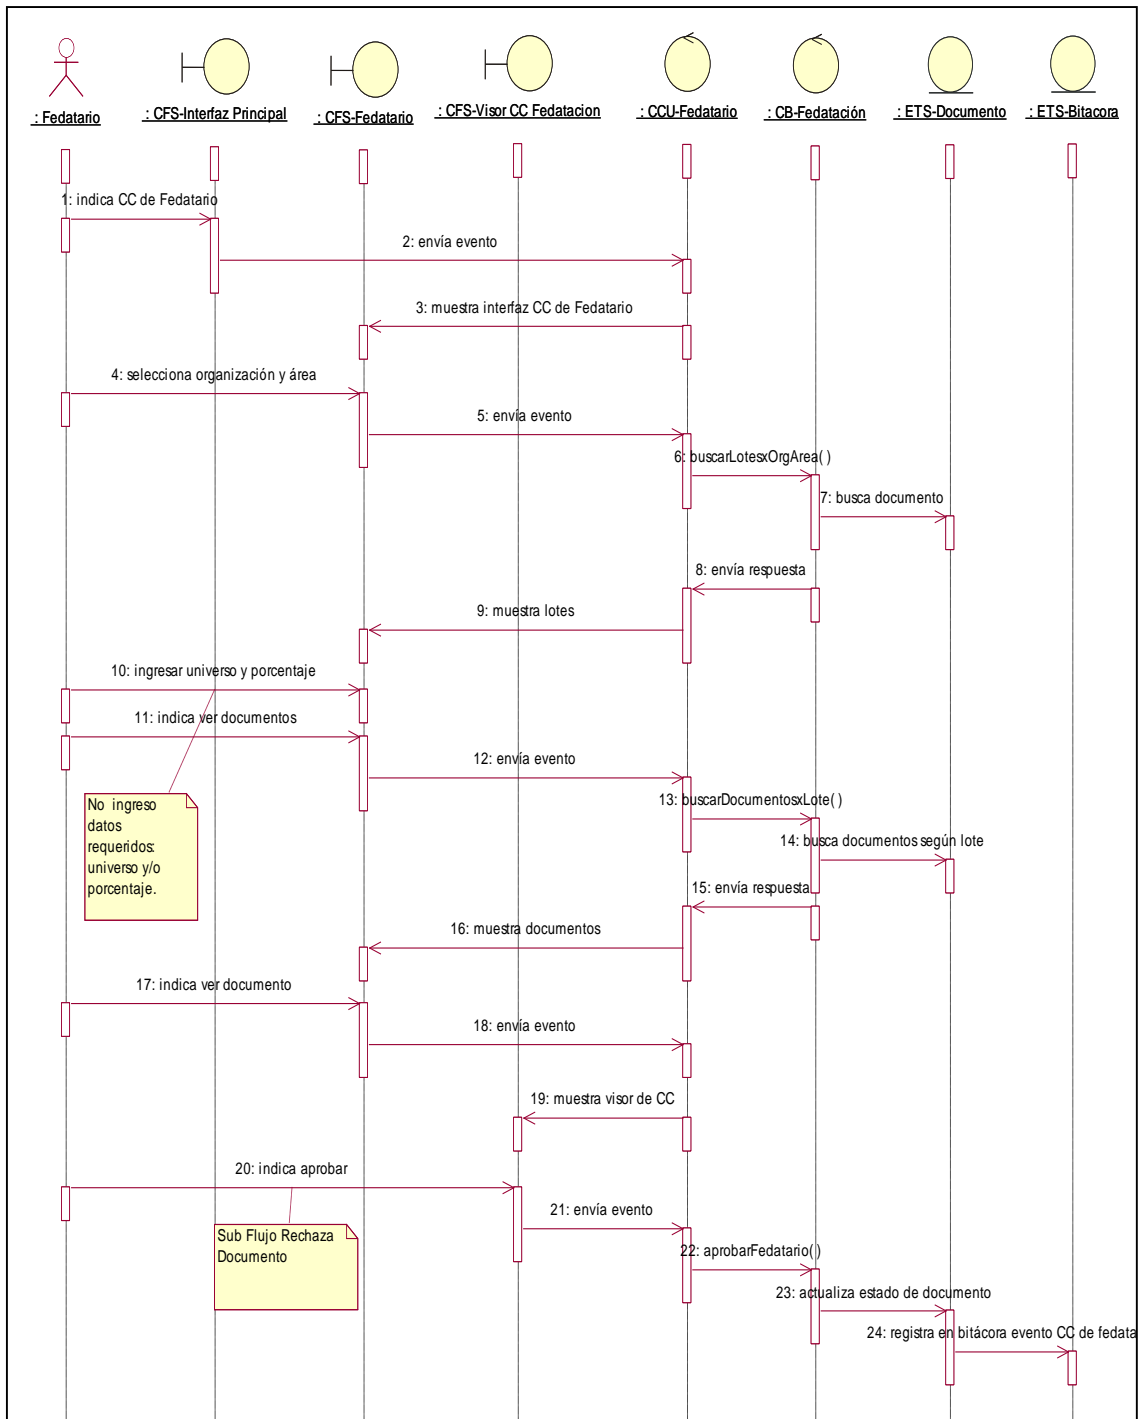 : Fedatario
: CFS-Interfaz Principal
: CFS-Fedatario
: CFS-Visor CC Fedatacion
: CCU-Fedatario
: CB-Fedatación
: ETS-Documento
: ETS-Bitacora
1: indica CC de Fedatario
2: envía evento
3: muestra interfaz CC de Fedatario
4: selecciona organización y área
5: envía evento
6: buscarLotesxOrgArea( )
7: busca documento
8: envía respuesta
9: muestra lotes
10: ingresar universo y porcentaje
11: indica ver documentos
12: envía evento
No ingreso
datos
requeridos:
universo y/o
porcentaje.
13: buscarDocumentosxLote( )
14: busca documentos según lote
15: envía respuesta
16: muestra documentos
17: indica ver documento
18: envía evento
19: muestra visor de CC
20: indica aprobar
21: envía evento
Sub Flujo Rechaza
Documento
22: aprobarFedatario( )
23: actualiza estado de documento
24: registra en bitácora evento CC de fedata